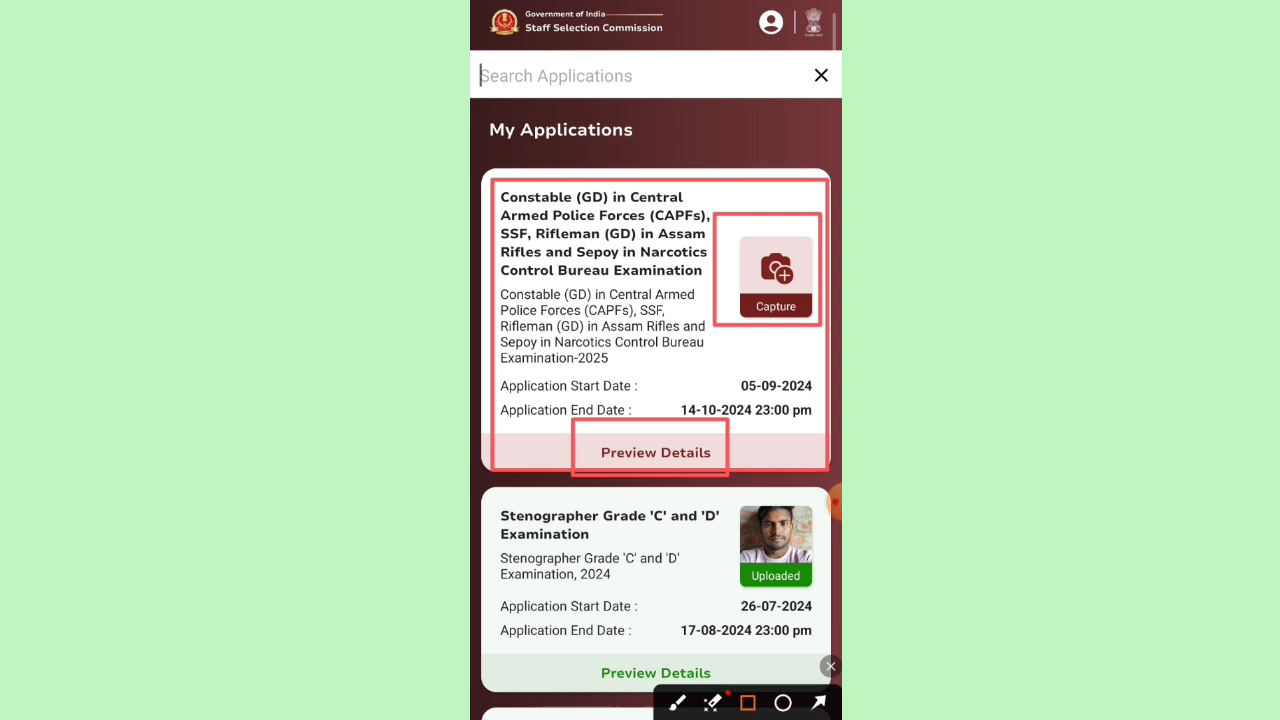 Government of India
Staff Selection Commission
Search Applications
My Applications
Constable (GD) in Central
Armed Police Forces (CAPFs),
SSF, Rifleman (GD) in Assam
Rifles and Sepoy in Narcotics
Control Bureau Examination
Constable (GD) in Central Armed
Police Forces (CAPFs), SSF,
Rifleman (GD) in Assam Rifles and
Sepoy in Narcotics Control Bureau
Examination-2025
Capture
Application Start Date : 05-09-2024
Application End Date : 14-10-2024 23:00 pm
Preview Details
Stenographer Grade 'C' and 'D'
Examination
Stenographer Grade 'C' and 'D'
Examination, 2024
Uploaded
Application Start Date : 26-07-2024
Application End Date : 17-08-2024 23:00 pm
Preview Details